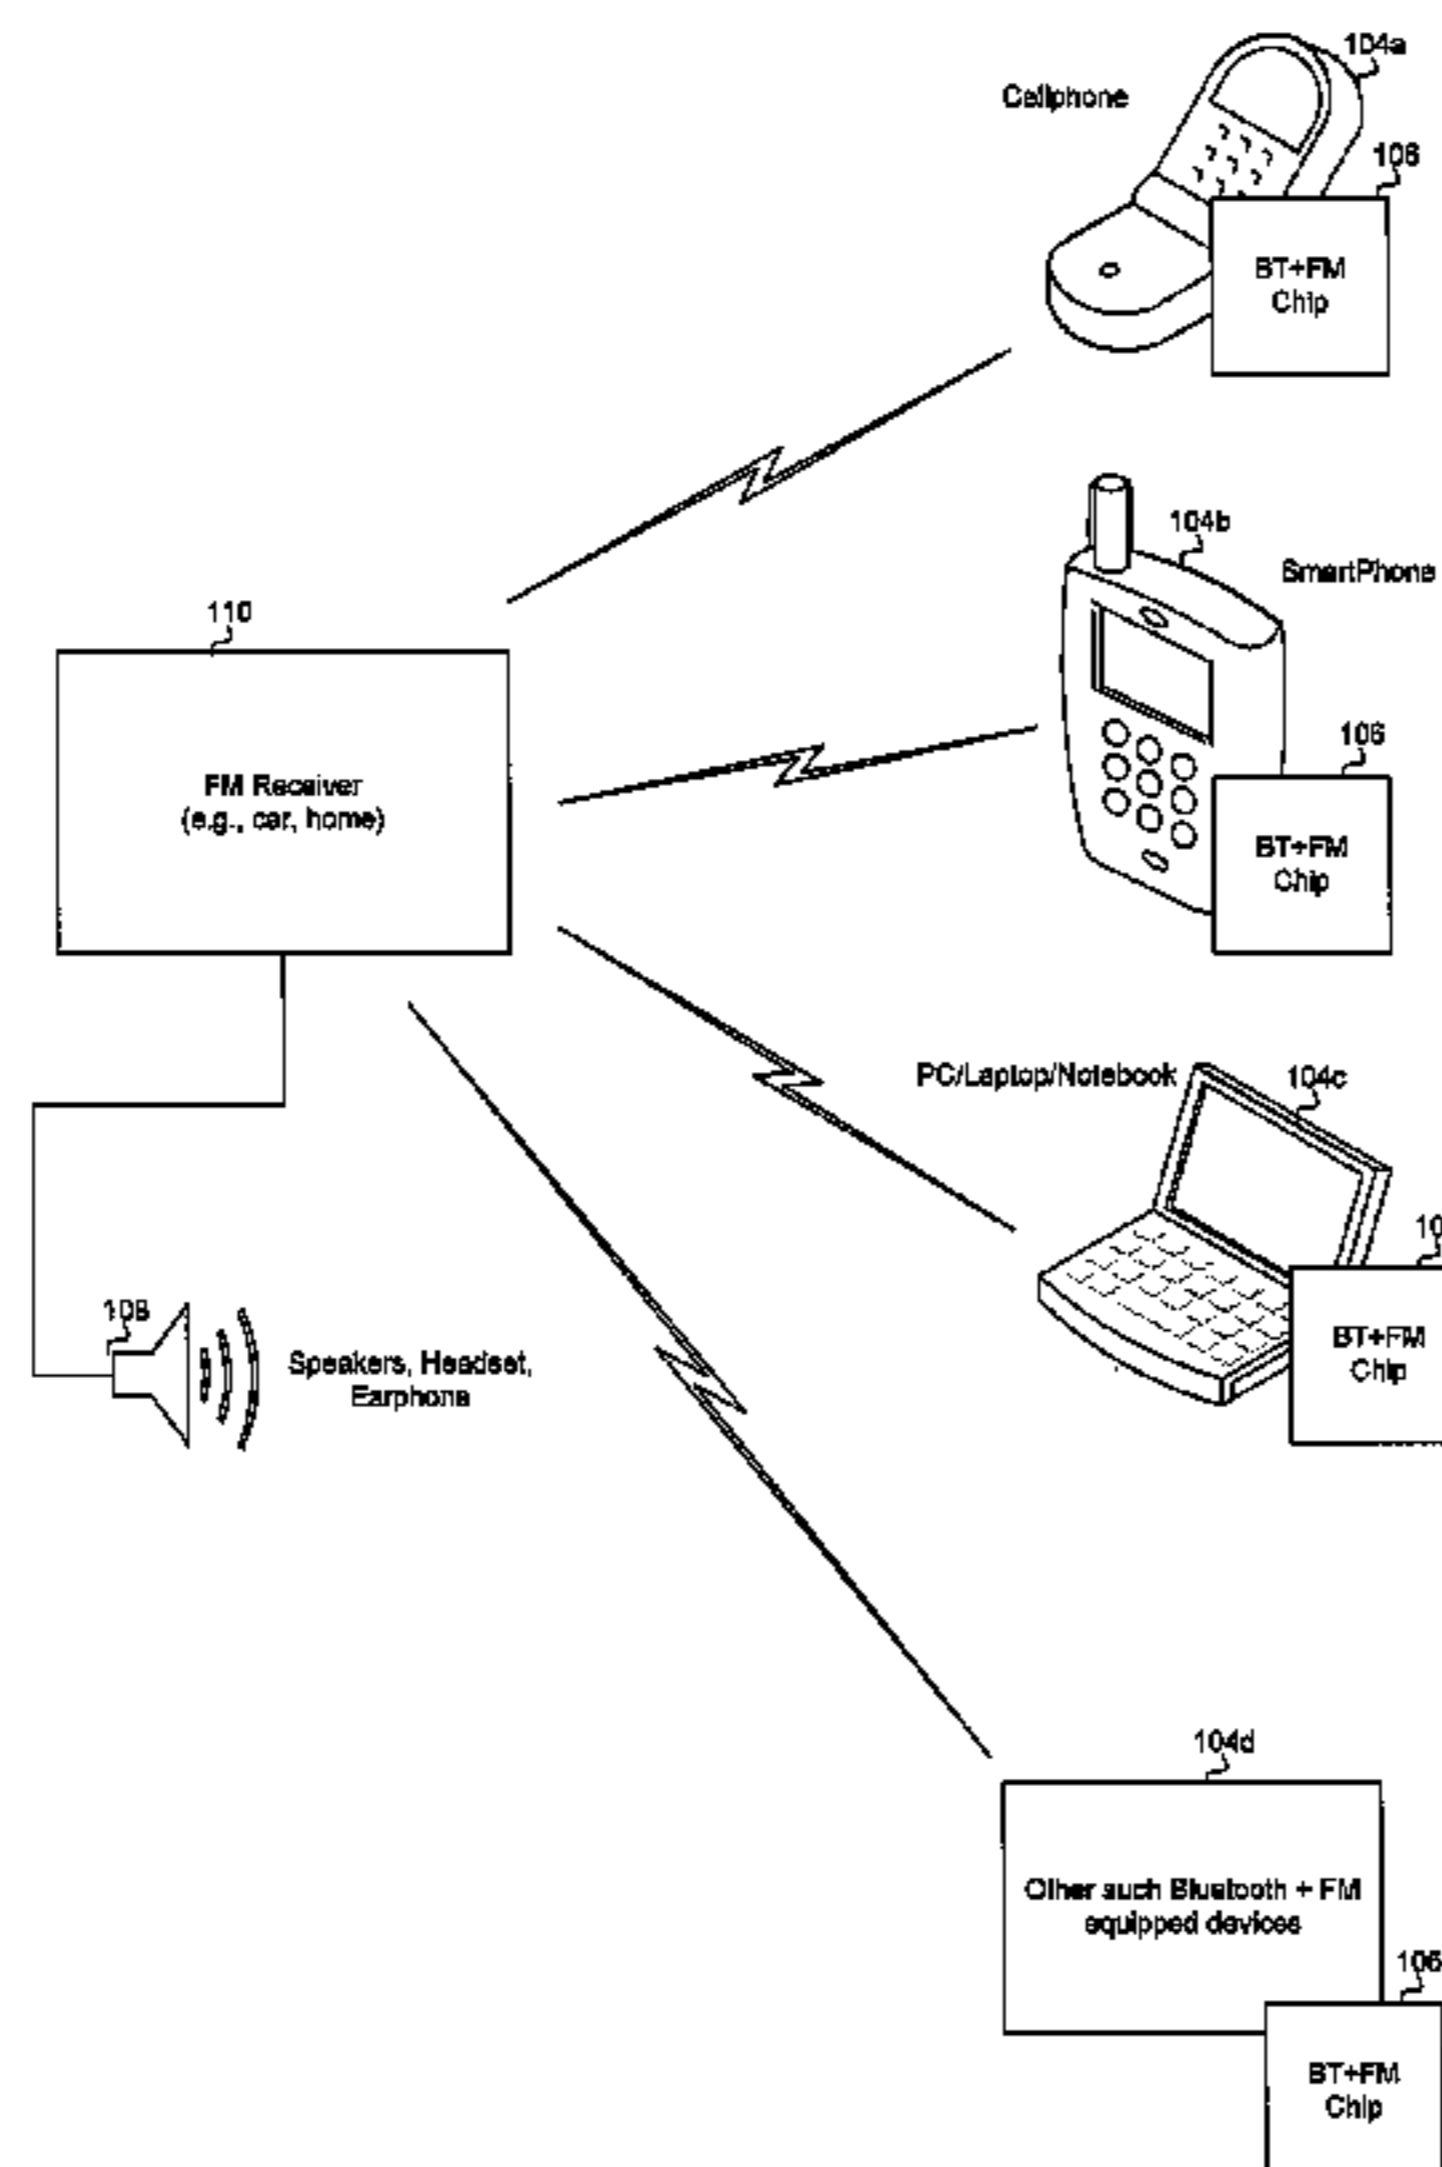 104a
Cellphone
106
BT+FM
Chip
104b
SmartPhone
110
106
FM Receiver
(e.g., car, home)
BT+FM
Chip
PC/Laptop/Notebook
104c
10
108
BT+FM
Chip
Speakers, Headset,
Earphone
104d
Other such Bluetooth + FM
equipped devices
106
BT+FM
Chip